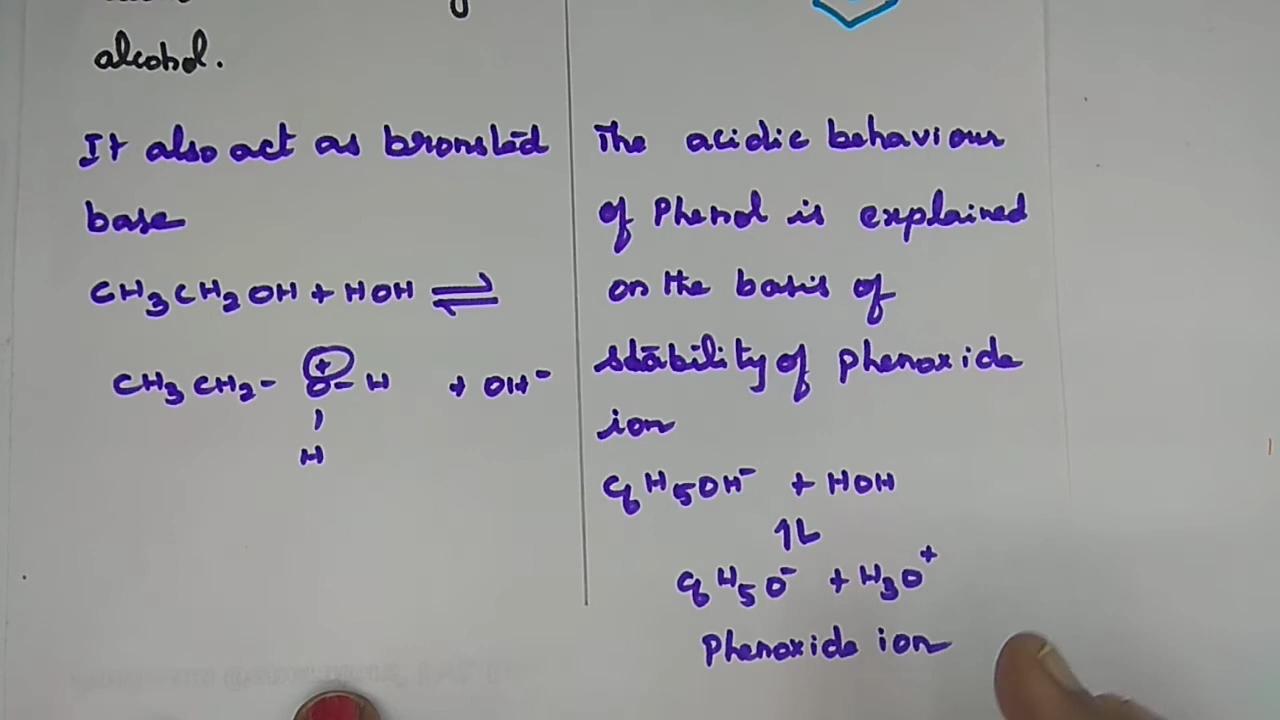 alcohol.
It also act as bronsted
base
CH3CH2OH + HOH ⇌
CH3CH2- O⊕-H + OH⁻
H
The acidic behaviour
of Phenol is explained
on the basis of
stability of phenoxide
ion
C6H5OH⁻ + HOH
⇌
C6H5O⁻ + H3O⁺
Phenoxide ion